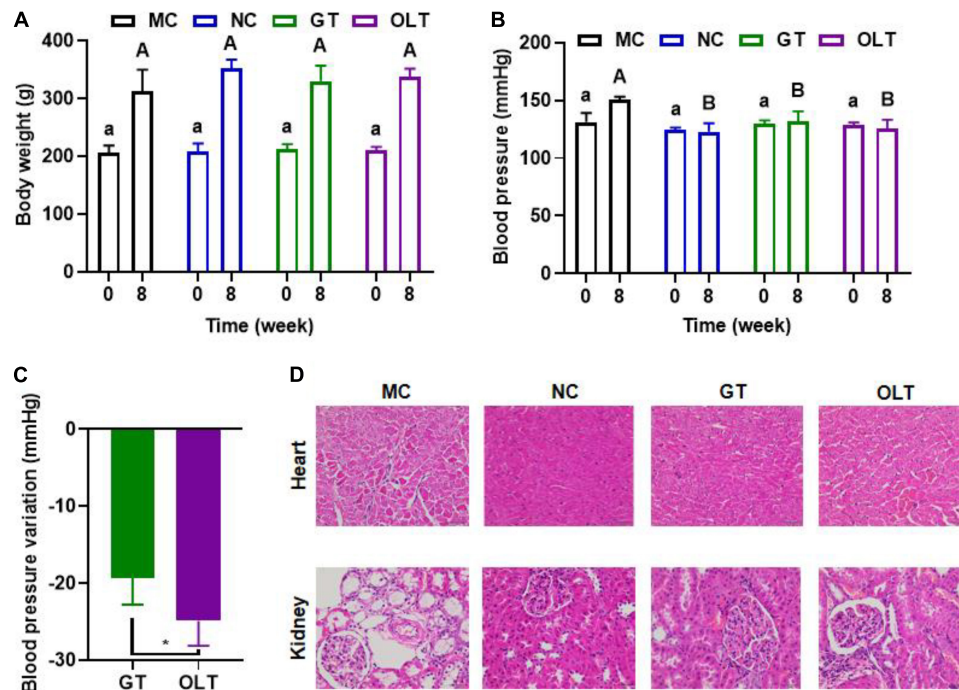 A
MC NC GT OLT
Body weight (g)
400
300
200
100
0
a A a A a A a A
0 8 0 8 0 8 0 8
Time (week)
B
MC NC GT OLT
Blood pressure (mmHg)
200
150
100
50
0
a A a B a B a B
0 8 0 8 0 8 0 8
Time (week)
C
Blood pressure variation (mmHg)
0
-10
-20
-30
*
GT OLT
D
MC NC GT OLT
Heart
Kidney